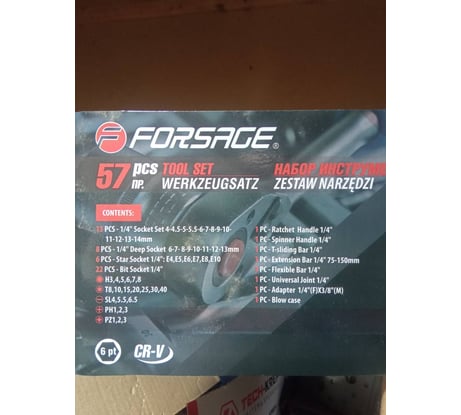 FORSAGE®
57 pcs пр. TOOL SET WERKZEUGSATZ
НАБОР ИНСТРУМ
ZESTAW NARZĘDZI
CONTENTS:
13 PCS - 1/4" Socket Set 4-4.5-5-5.5-6-7-8-9-10-
11-12-13-14mm
8 PCS - 1/4" Deep Socket 6-7-8-9-10-11-12-13mm
6 PCS - Star Socket 1/4": E4,E5,E6,E7,E8,E10
22 PCS - Bit Socket 1/4"
H3,4,5,6,7,8
T8,10,15,20,25,30,40
SL4,5.5,6.5
PH1,2,3
PZ1,2,3
1 PC - Ratchet Handle 1/4"
1 PC - Spinner Handle 1/4"
1 PC - T-sliding Bar 1/4"
1 PC - Extension Bar 1/4" 75-150mm
1 PC - Flexible Bar 1/4"
1 PC - Universal Joint 1/4"
1 PC - Adapter 1/4"(F)X3/8"(M)
1 PC - Blow case
6 pt
CR-V
TECH-KRE